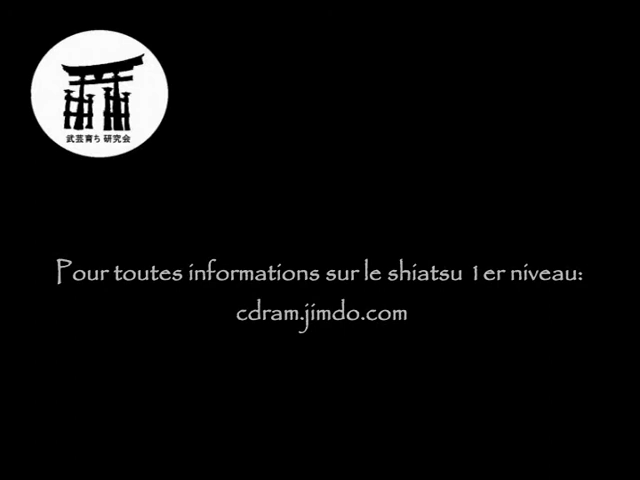 武芸育ち 研究会
Pour toutes informations sur le shiatsu 1er niveau:
cdram.jimdo.com